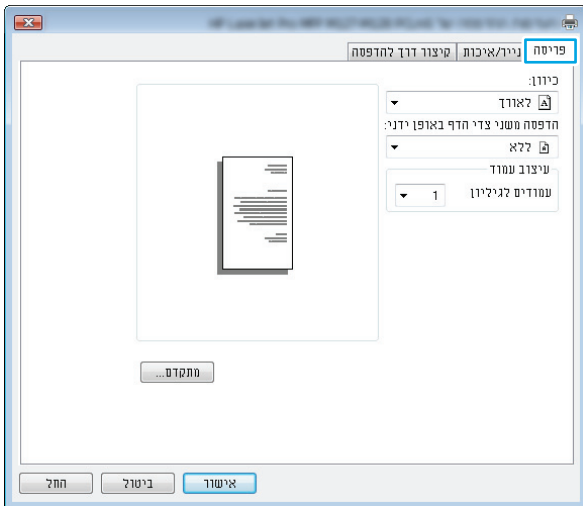 פריסה
נייר/איכות
קיצור דרך להדפסה
כיוון:
לאורך
הדפסה משני צדי הדף באופן ידני:
ללא
עיצוב עמוד
עמודים לגיליון
1
מתקדם...
אישור
ביטול
החל